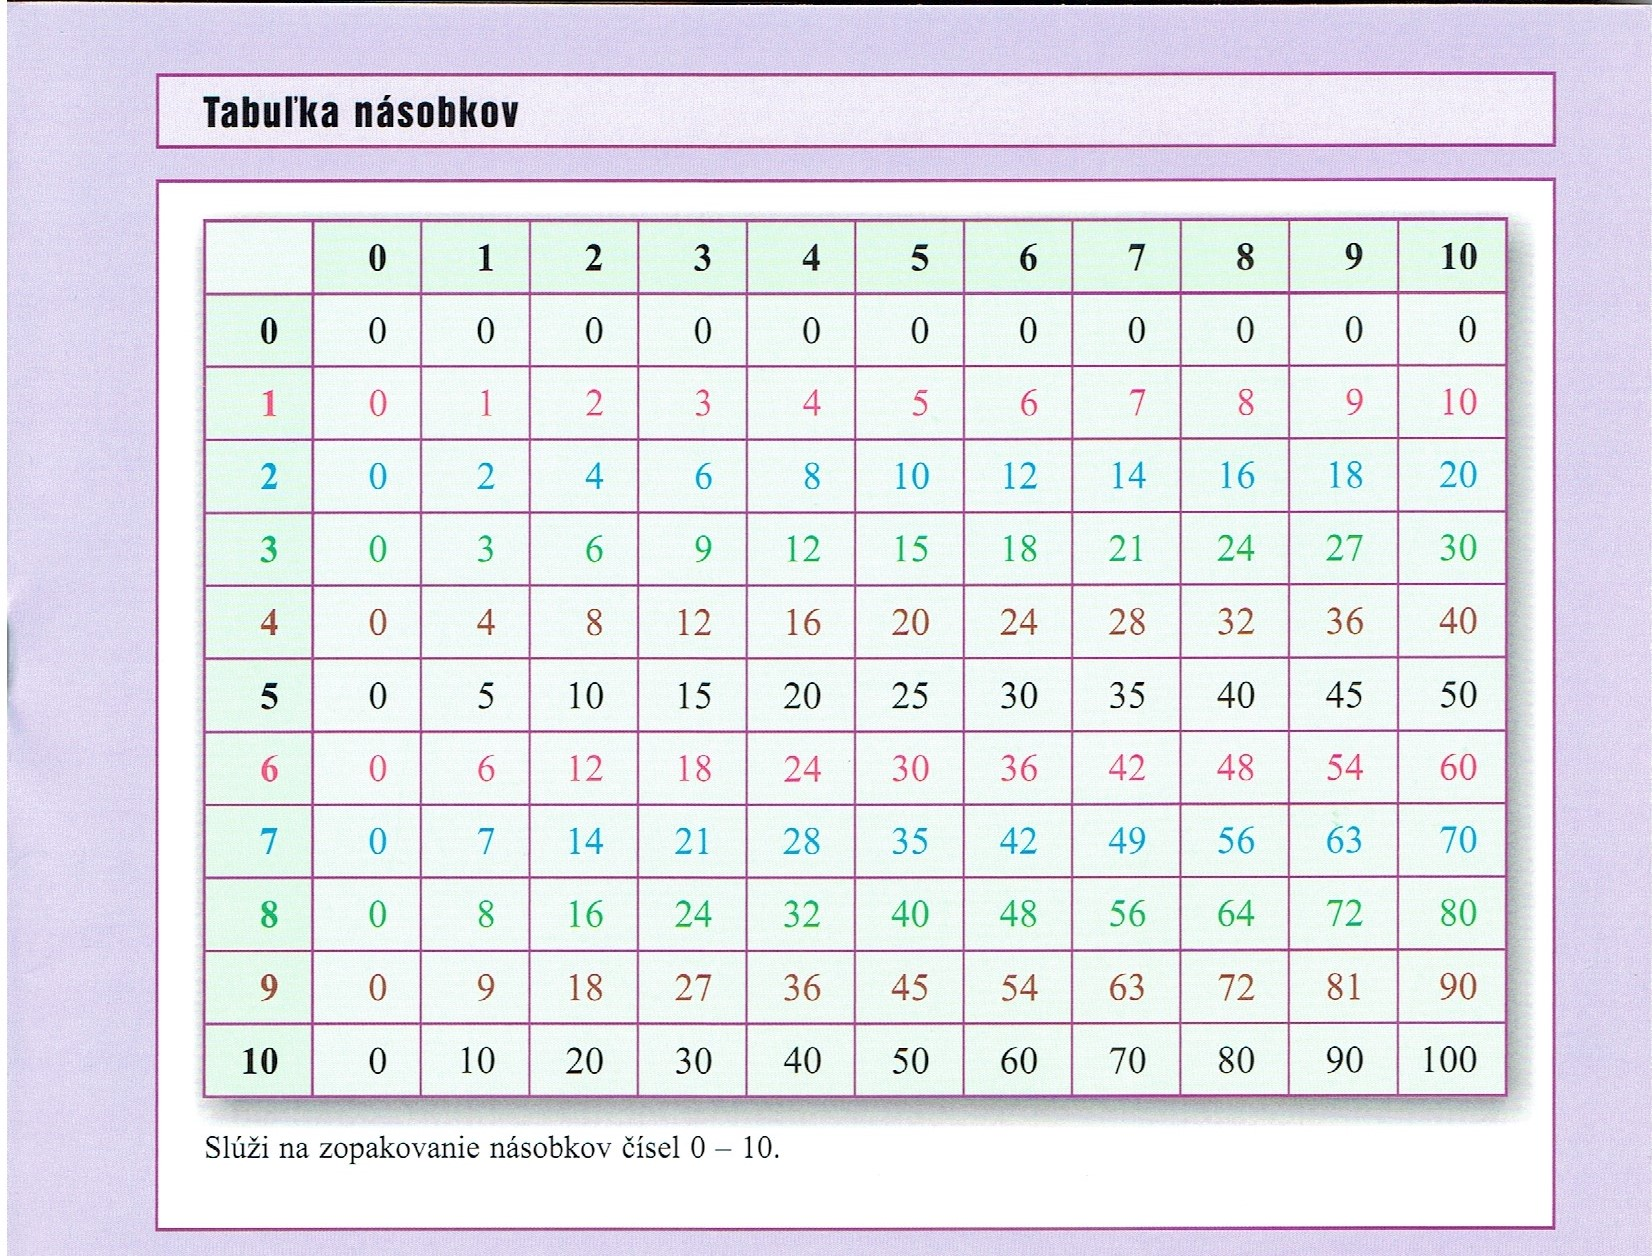 Tabuľka násobkov
0 1 2 3 4 5 6 7 8 9 10
0 0 0 0 0 0 0 0 0 0 0 0
1 0 1 2 3 4 5 6 7 8 9 10
2 0 2 4 6 8 10 12 14 16 18 20
3 0 3 6 9 12 15 18 21 24 27 30
4 0 4 8 12 16 20 24 28 32 36 40
5 0 5 10 15 20 25 30 35 40 45 50
6 0 6 12 18 24 30 36 42 48 54 60
7 0 7 14 21 28 35 42 49 56 63 70
8 0 8 16 24 32 40 48 56 64 72 80
9 0 9 18 27 36 45 54 63 72 81 90
10 0 10 20 30 40 50 60 70 80 90 100
Slúži na zopakovanie násobkov čísel 0 – 10.